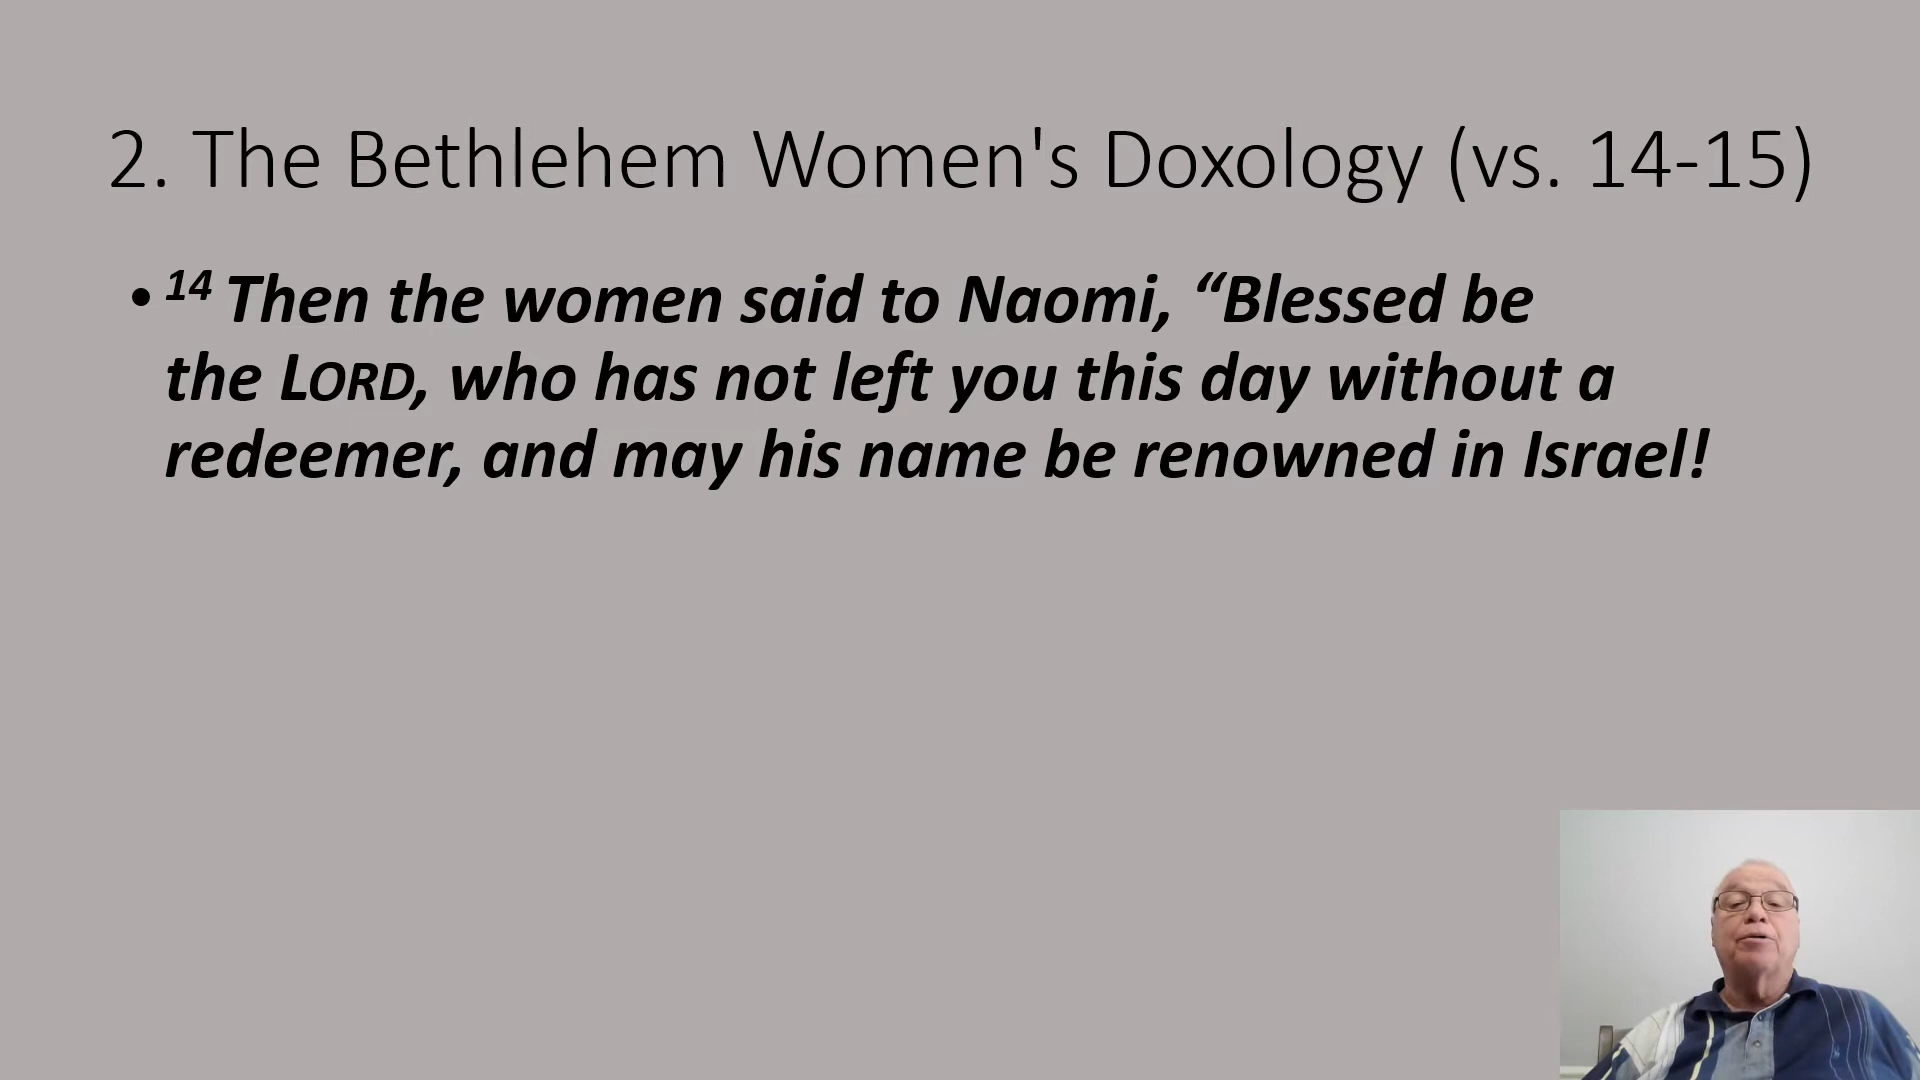 2. The Bethlehem Women's Doxology (vs. 14-15)
• 14 Then the women said to Naomi, “Blessed be
the LORD, who has not left you this day without a
redeemer, and may his name be renowned in Israel!